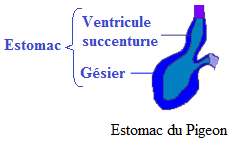 Ventricule
succenturie
Estomac
Gésier
Estomac du Pigeon